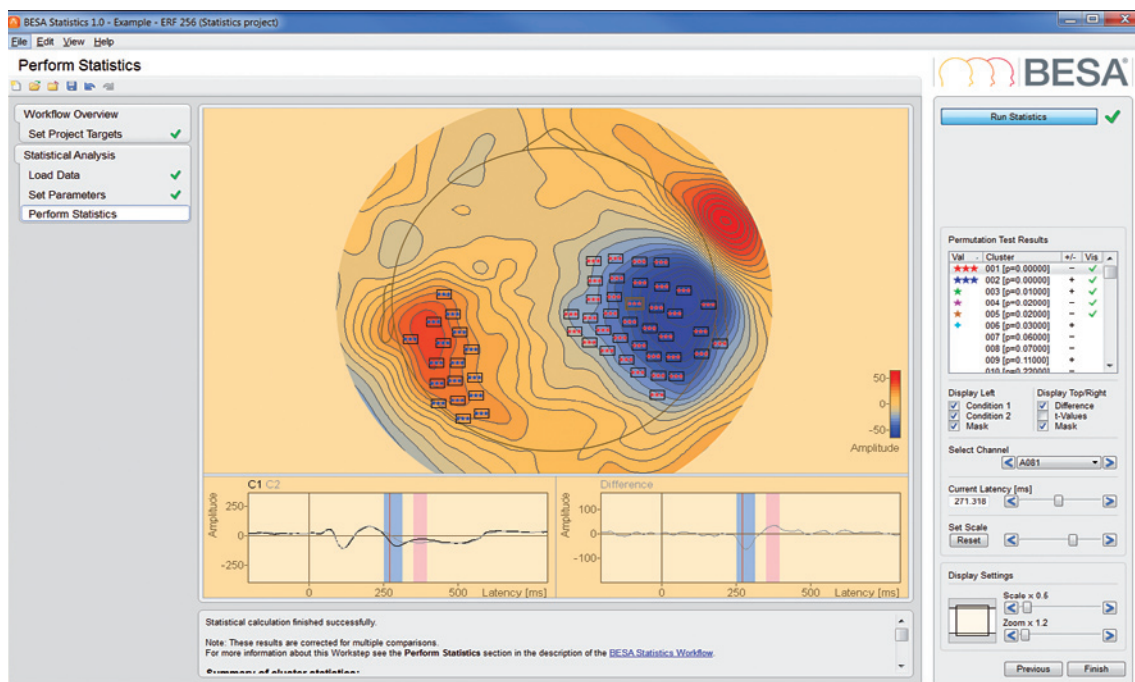 BESA Statistics 1.0 - Example - ERF 256 (Statistics project)
File Edit View Help
Perform Statistics
BESA®
Workflow Overview
Set Project Targets
Statistical Analysis
Load Data
Set Parameters
Perform Statistics
50
0
-50
Amplitude
C1 C2
Amplitude
250
0
-250
0 250 500 Latency [ms]
Difference
Amplitude
100
0
-100
0 250 500 Latency [ms]
Statistical calculation finished successfully.
Note: These results are corrected for multiple comparisons.
For more information about this Workstep see the Perform Statistics section in the description of the BESA Statistics Workflow.
Summary of cluster statistics:
Run Statistics
Permutation Test Results
Val Cluster +/- Vis
★★★ 001 [p=0.00000] −
★★★ 002 [p=0.00000] +
★ 003 [p=0.01000] +
★ 004 [p=0.02000] −
★ 005 [p=0.02000] −
006 [p=0.03000] +
007 [p=0.06000] −
008 [p=0.07000] −
009 [p=0.11000] +
010 [p=0.22000] −
Display Left Display Top/Right
Condition 1 Difference
Condition 2 t-Values
Mask Mask
Select Channel
A081
Current Latency [ms]
271.318
Set Scale
Reset
Display Settings
Scale x 0.6
Zoom x 1.2
Previous Finish